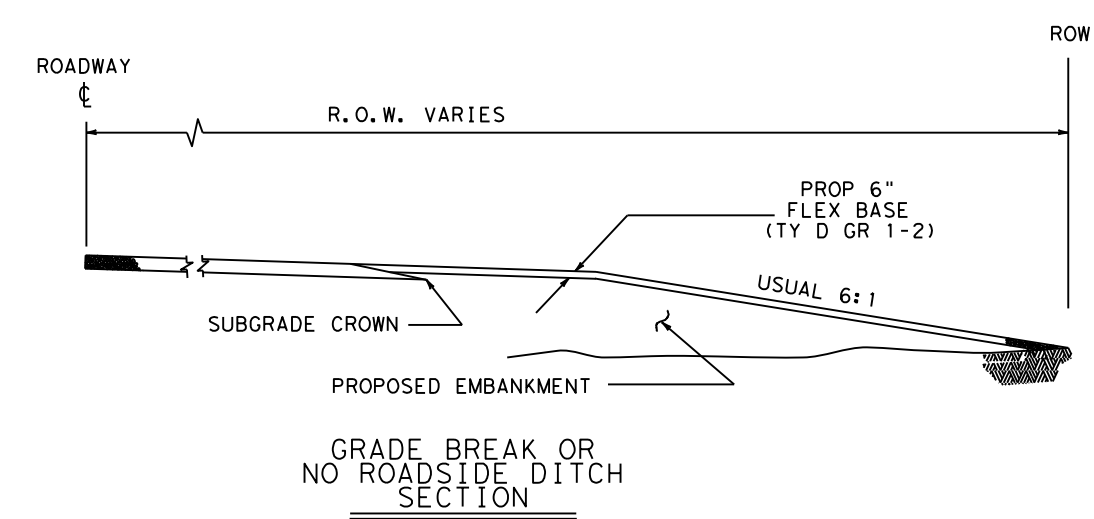 ROW
ROADWAY
℄
R.O.W. VARIES
PROP 6"
FLEX BASE
(TY D GR 1-2)
USUAL 6:1
SUBGRADE CROWN
PROPOSED EMBANKMENT
GRADE BREAK OR
NO ROADSIDE DITCH
SECTION